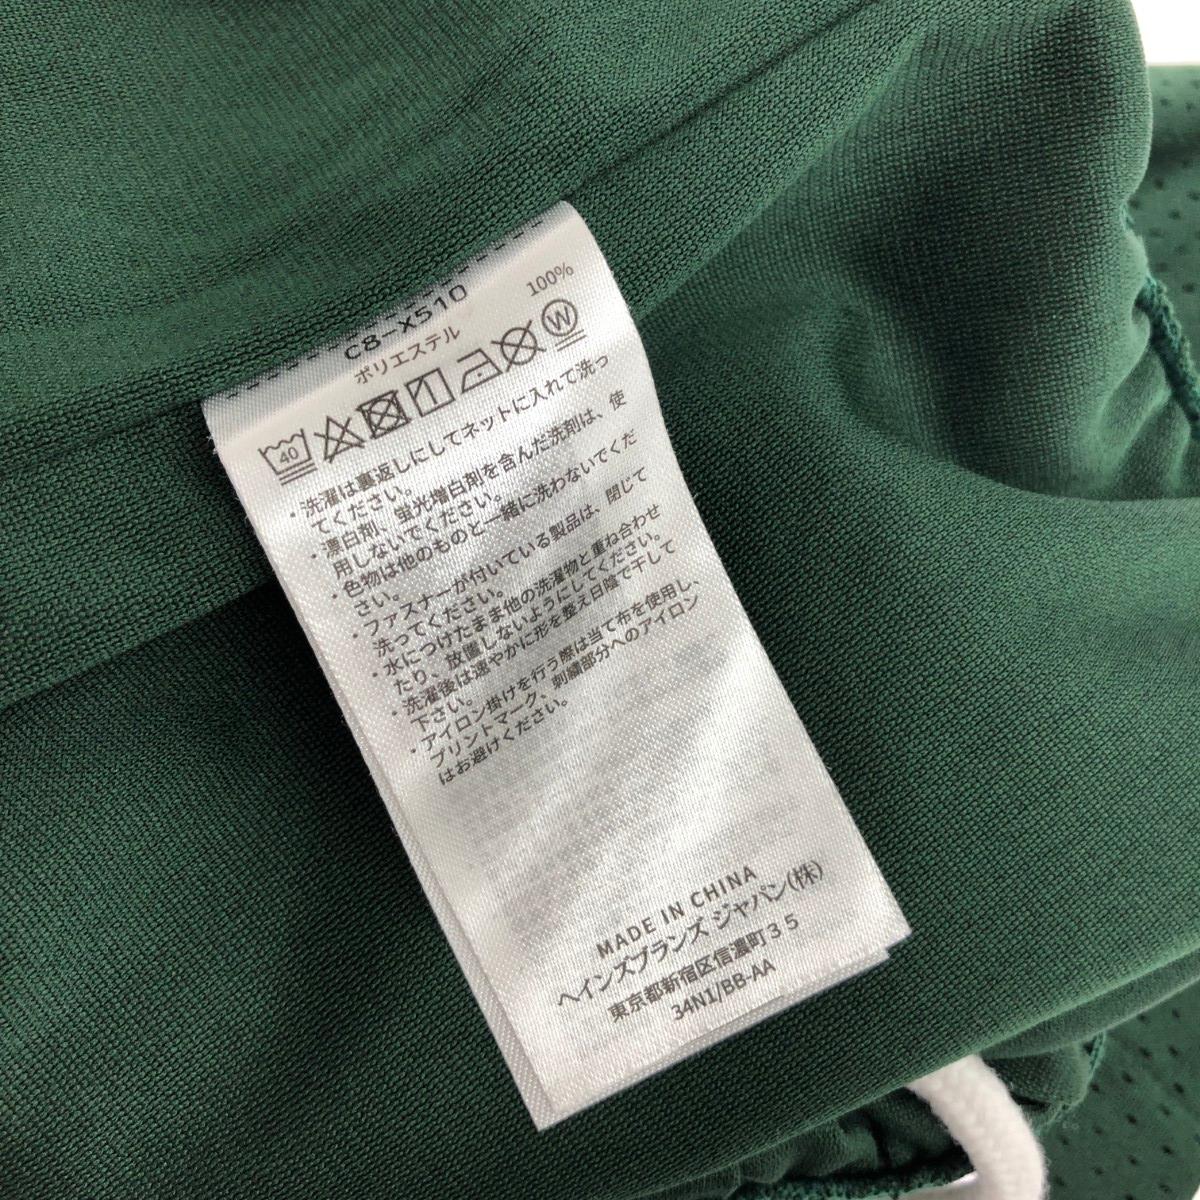 C8-X510
ポリエステル 100%
40 W
・洗濯は裏返しにしてネットに入れて洗っ
てください。
・漂白剤、蛍光増白剤を含んだ洗剤は、使
用しないでください。
・色物は他のものと一緒に洗わないでくだ
さい。
・ファスナーが付いている製品は、閉じて
洗ってください。
・水につけたまま他の洗濯物と重ね合わせ
たり、放置しないようにしてください。
・洗濯後は速やかに形を整え日陰で干して
下さい。
・アイロン掛けを行う際は当て布を使用し、
プリントマーク、刺繍部分へのアイロン
はお避けください。
MADE IN CHINA
ヘインズブランズ ジャパン(株)
東京都新宿区信濃町35
34N1/BB-AA